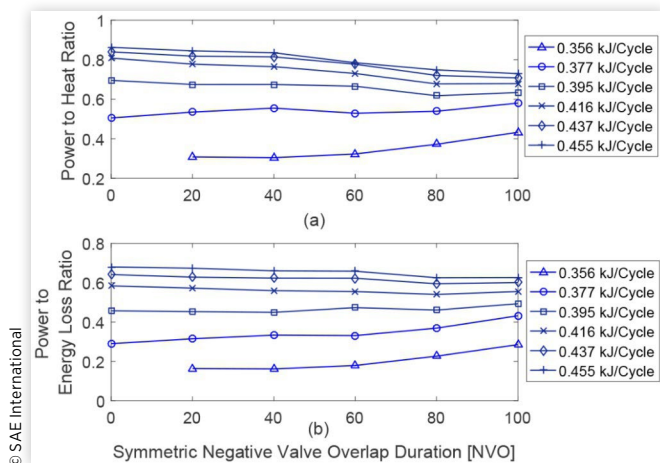 1
0.8
0.6
0.4
0.2
Power to Heat Ratio
0 20 40 60 80 100
(a)
0.356 kJ/Cycle
0.377 kJ/Cycle
0.395 kJ/Cycle
0.416 kJ/Cycle
0.437 kJ/Cycle
0.455 kJ/Cycle
0.8
0.6
0.4
0.2
0
Power to
Energy Loss Ratio
0 20 40 60 80 100
(b)
Symmetric Negative Valve Overlap Duration [NVO]
0.356 kJ/Cycle
0.377 kJ/Cycle
0.395 kJ/Cycle
0.416 kJ/Cycle
0.437 kJ/Cycle
0.455 kJ/Cycle
© SAE International